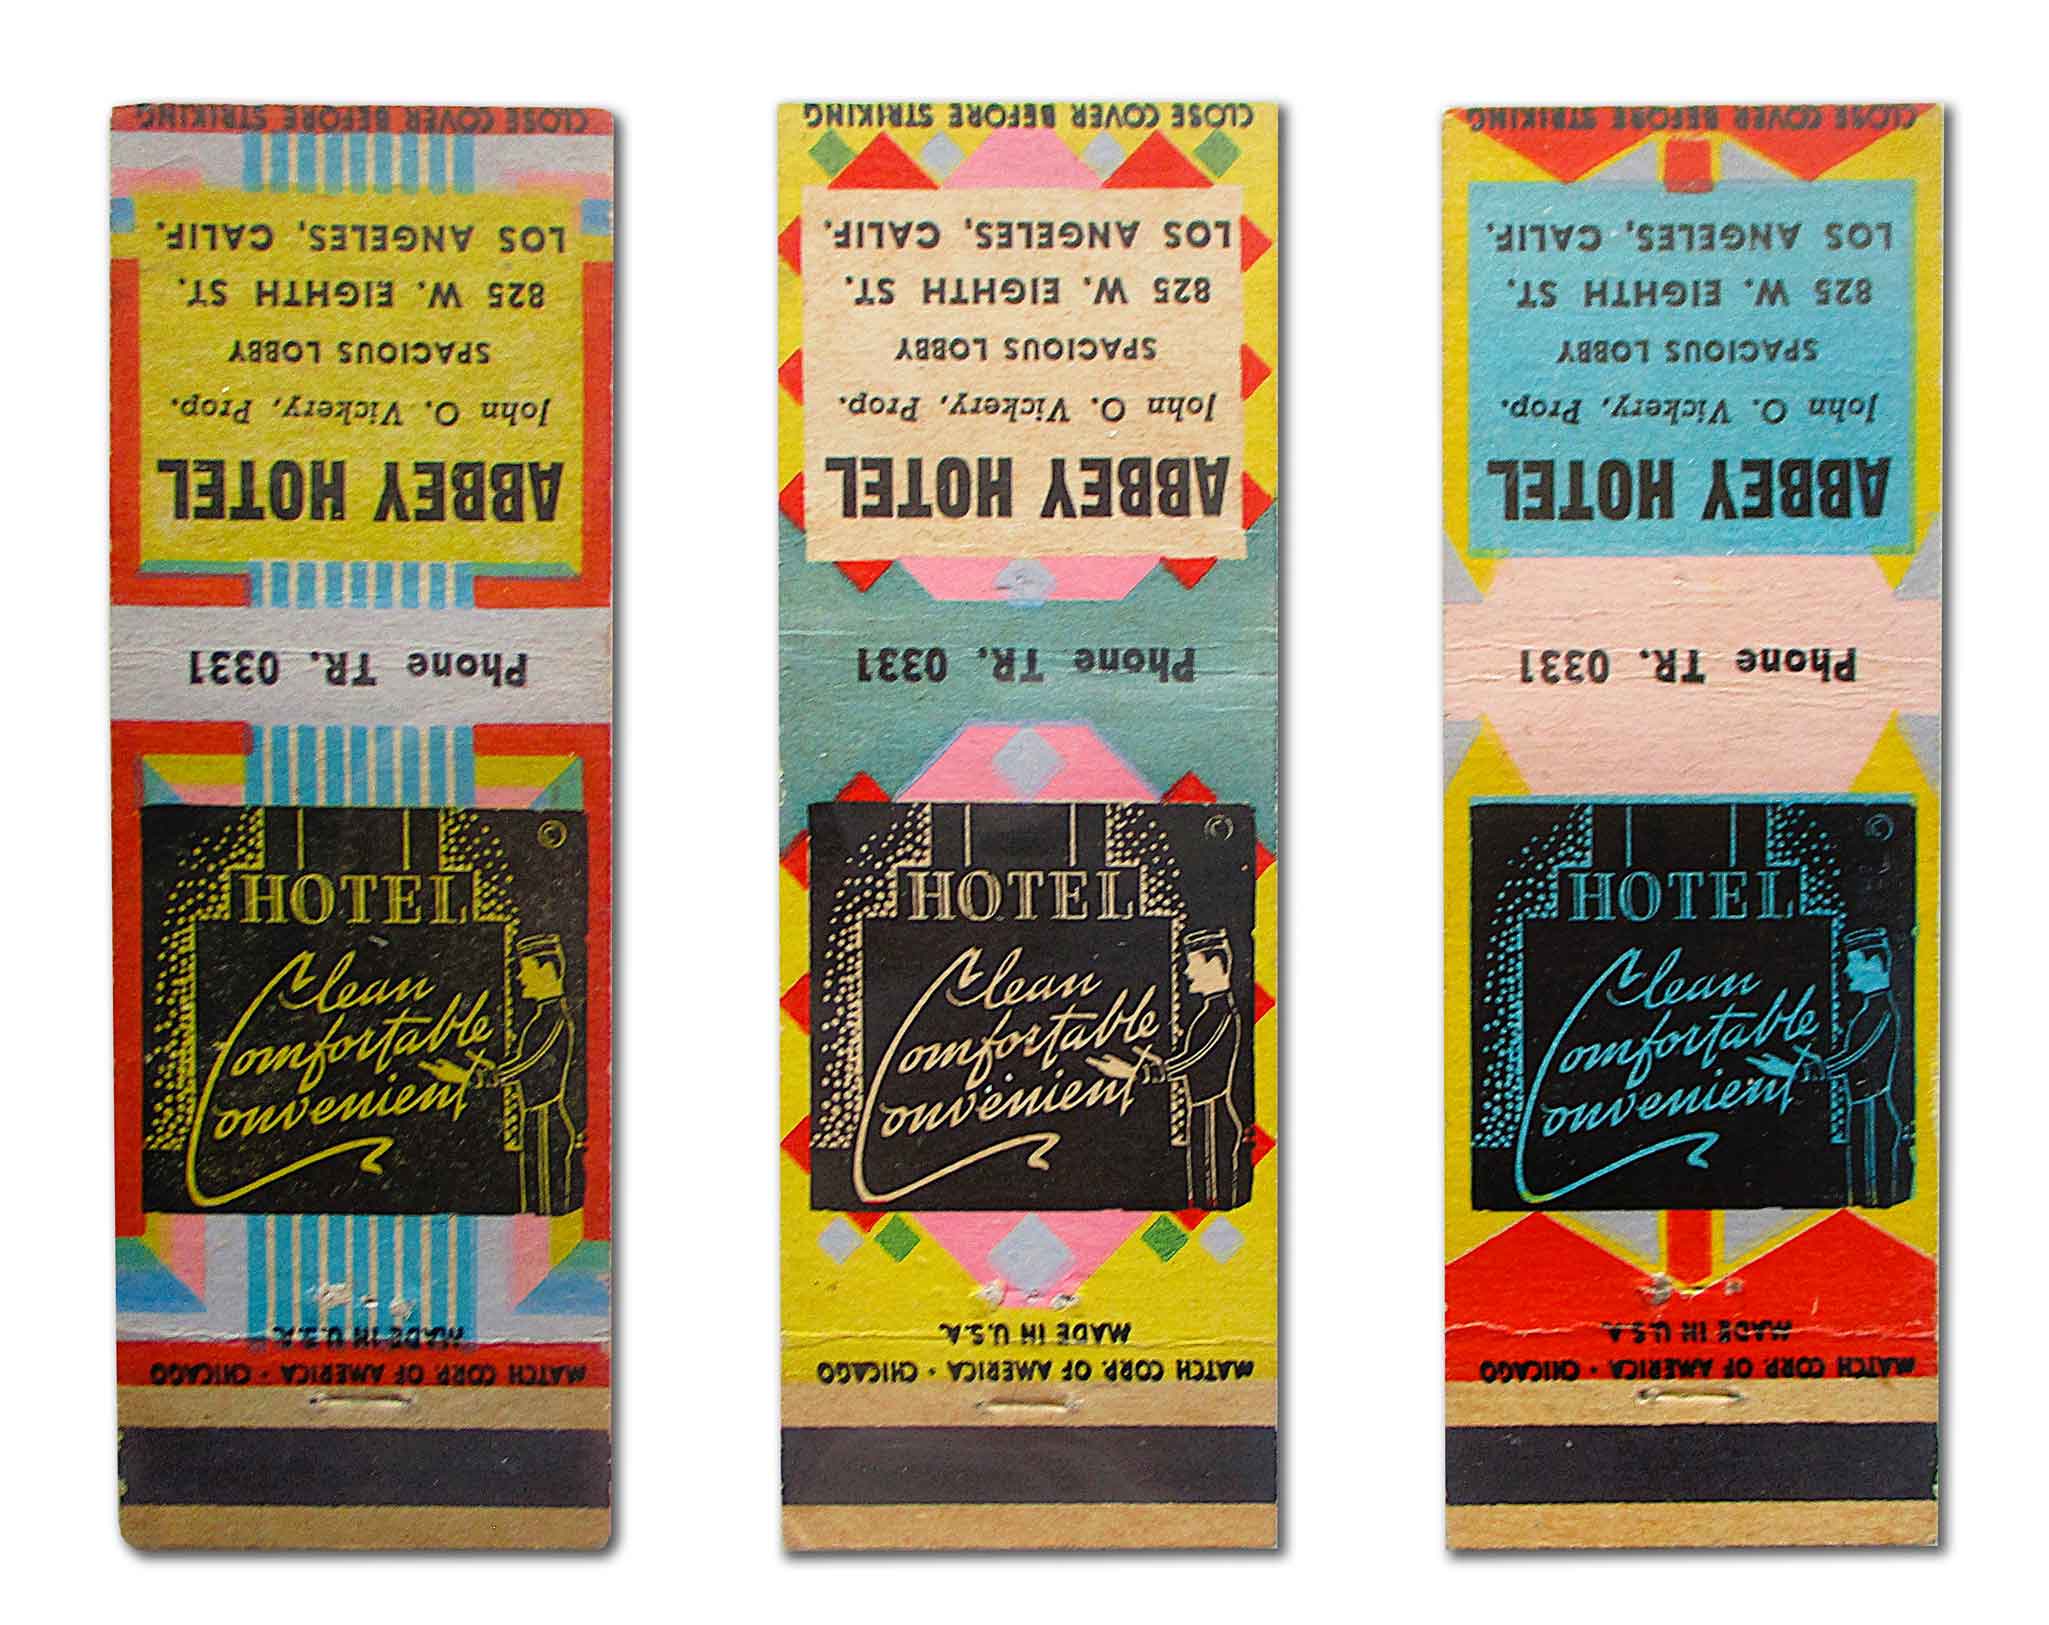 MATCH CORP. OF AMERICA • CHICAGO
MADE IN U.S.A.
Phone TR. 0331
ABBEY HOTEL
John O. Vickery, Prop.
SPACIOUS LOBBY
825 W. EIGHTH ST.
LOS ANGELES, CALIF.
CLOSE COVER BEFORE STRIKING
©
HOTEL
Clean
Comfortable
Convenient
MATCH CORP. OF AMERICA • CHICAGO
MADE IN U.S.A.
Phone TR. 0331
ABBEY HOTEL
John O. Vickery, Prop.
SPACIOUS LOBBY
825 W. EIGHTH ST.
LOS ANGELES, CALIF.
CLOSE COVER BEFORE STRIKING
©
HOTEL
Clean
Comfortable
Convenient
MATCH CORP. OF AMERICA • CHICAGO
MADE IN U.S.A.
Phone TR. 0331
ABBEY HOTEL
John O. Vickery, Prop.
SPACIOUS LOBBY
825 W. EIGHTH ST.
LOS ANGELES, CALIF.
CLOSE COVER BEFORE STRIKING
©
HOTEL
Clean
Comfortable
Convenient